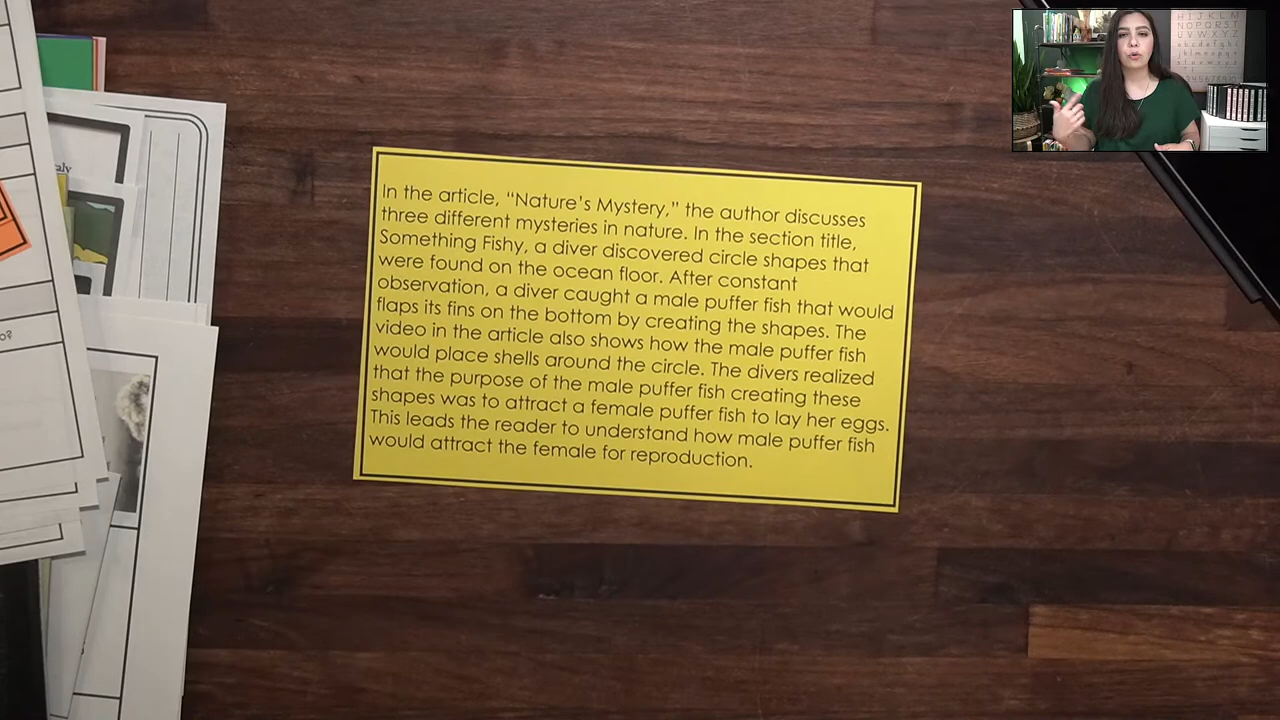 In the article, “Nature’s Mystery,” the author discusses
three different mysteries in nature. In the section title,
Something Fishy, a diver discovered circle shapes that
were found on the ocean floor. After constant
observation, a diver caught a male puffer fish that would
flaps its fins on the bottom by creating the shapes. The
video in the article also shows how the male puffer fish
would place shells around the circle. The divers realized
that the purpose of the male puffer fish creating these
shapes was to attract a female puffer fish to lay her eggs.
This leads the reader to understand how male puffer fish
would attract the female for reproduction.
H I J K L M
N O P Q R S T
U V W X Y Z